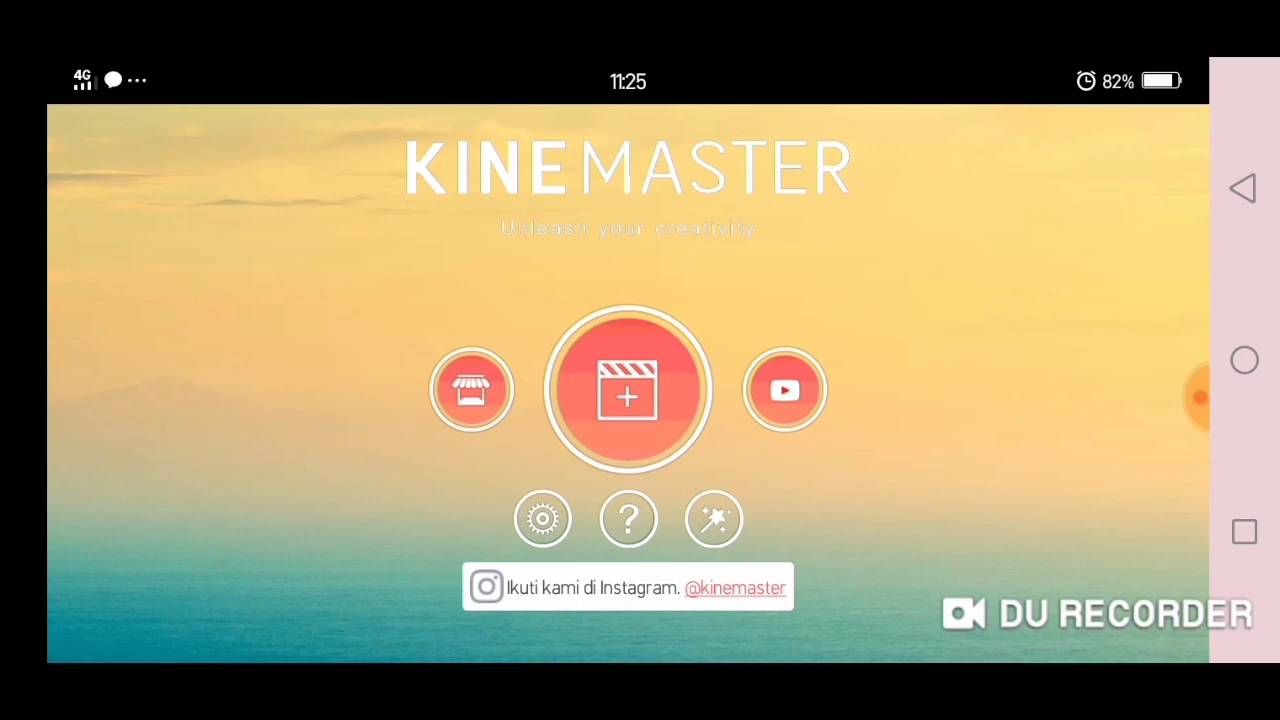 4G
11:25
82%
KINEMASTER
Unleash your creativity
Ikuti kami di Instagram. @kinemaster
DU RECORDER